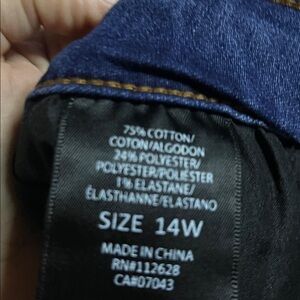 75% COTTON/
COTON/ALGODON
24% POLYESTER/
POLYESTER/POLIESTER
1% ELASTANE/
ÉLASTHANNE/ELASTANO
SIZE 14W
MADE IN CHINA
RN#112628
CA#07043